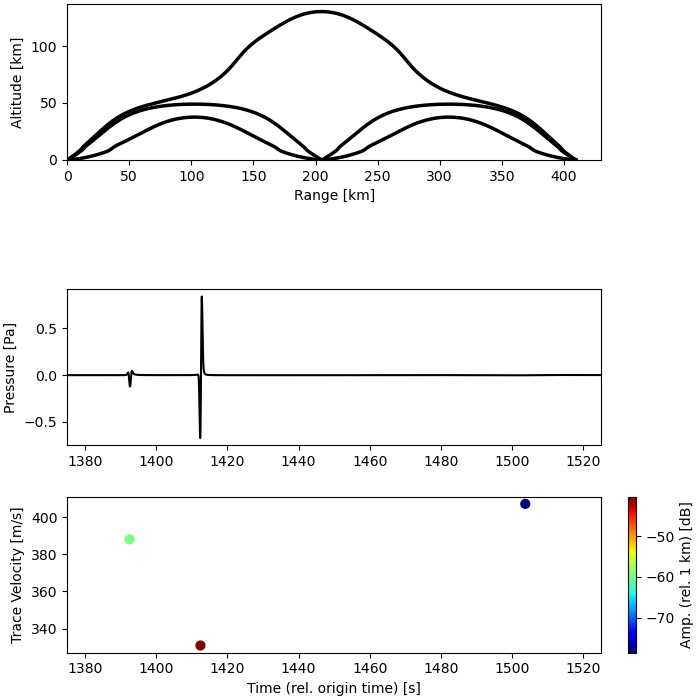 100
50
0
Altitude [km]
0 50 100 150 200 250 300 350 400
Range [km]
0.5
0.0
−0.5
Pressure [Pa]
1380 1400 1420 1440 1460 1480 1500 1520
400
380
360
340
Trace Velocity [m/s]
1380 1400 1420 1440 1460 1480 1500 1520
Time (rel. origin time) [s]
−50
−60
−70
Amp. (rel. 1 km) [dB]